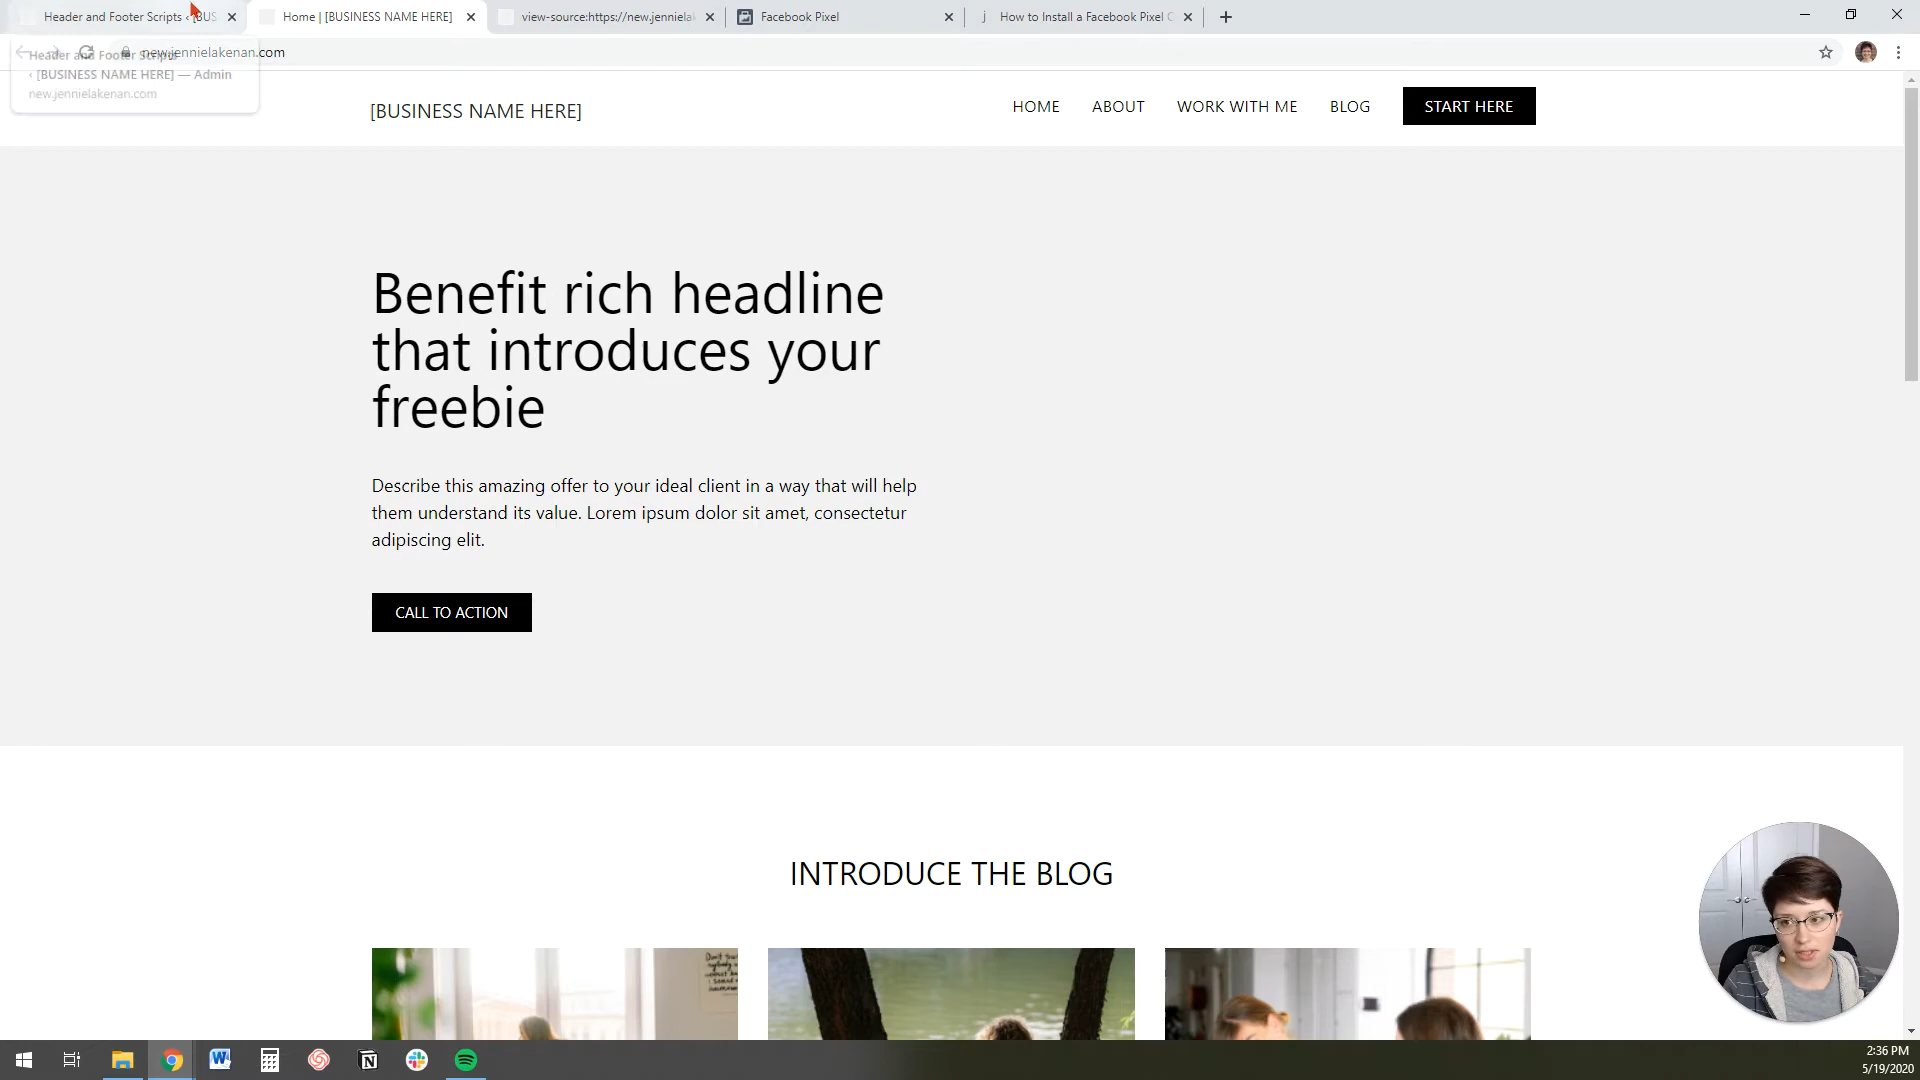 Header and Footer Scripts ‹ [BUS
Home | [BUSINESS NAME HERE]
view-source:https://new.jenniela
Facebook Pixel
How to Install a Facebook Pixel
new.jennielakenan.com
Header and Footer Scripts
‹ [BUSINESS NAME HERE] — Admin
new.jennielakenan.com
[BUSINESS NAME HERE]
HOME
ABOUT
WORK WITH ME
BLOG
START HERE
Benefit rich headline
that introduces your
freebie
Describe this amazing offer to your ideal client in a way that will help
them understand its value. Lorem ipsum dolor sit amet, consectetur
adipiscing elit.
CALL TO ACTION
INTRODUCE THE BLOG
2:36 PM
5/19/2020